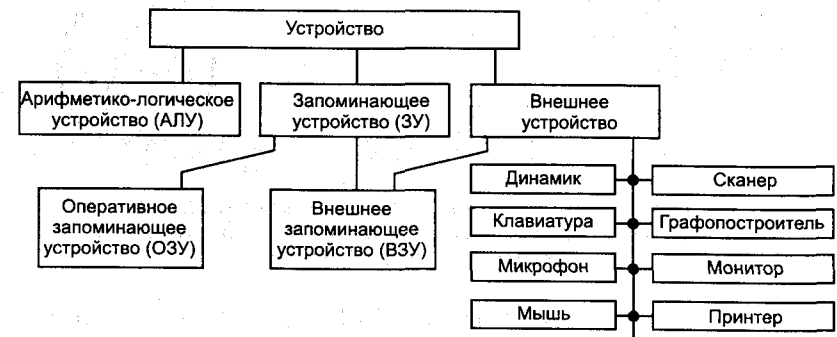 Устройство
Арифметико-логическое
устройство (АЛУ)
Запоминающее
устройство (ЗУ)
Внешнее
устройство
Оперативное
запоминающее
устройство (ОЗУ)
Внешнее
запоминающее
устройство (ВЗУ)
Динамик
Сканер
Клавиатура
Графопостроитель
Микрофон
Монитор
Мышь
Принтер